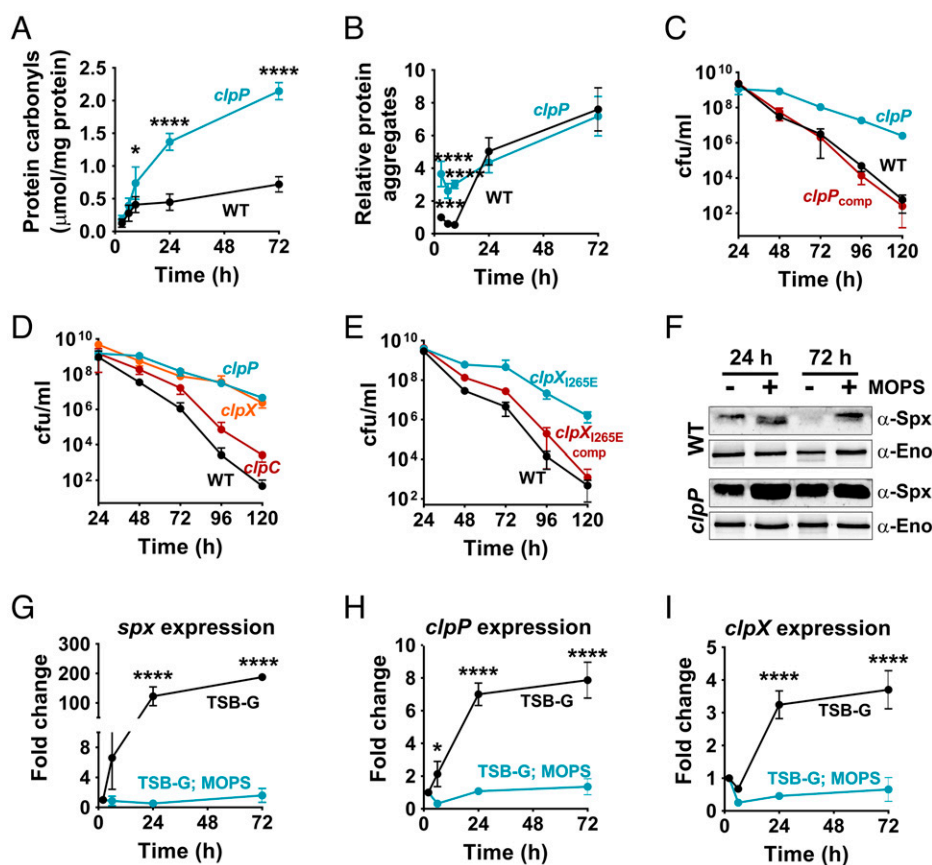 A
Protein carbonyls
(μmol/mg protein)
2.5
2.0
1.5
1.0
0.5
0.0
0 24 48 72
Time (h)
*
****
****
clpP
WT
B
Relative protein
aggregates
10
8
6
4
2
0
0 24 48 72
Time (h)
****
****
***
clpP
WT
C
cfu/ml
10^10
10^8
10^6
10^4
10^2
24 48 72 96 120
Time (h)
clpP
WT
clpPcomp
D
cfu/ml
10^10
10^8
10^6
10^4
10^2
24 48 72 96 120
Time (h)
clpP
clpX
clpC
WT
E
cfu/ml
10^10
10^8
10^6
10^4
10^2
24 48 72 96 120
Time (h)
clpXI265E
clpXI265E
comp
WT
F
24 h 72 h
- + - + MOPS
WT
α-Spx
α-Eno
clpP
α-Spx
α-Eno
G
spx expression
Fold change
300
200
100
8
4
2
0
0 24 48 72
Time (h)
****
****
TSB-G
TSB-G; MOPS
H
clpP expression
Fold change
10
8
6
4
2
0
0 24 48 72
Time (h)
*
****
****
TSB-G
TSB-G; MOPS
I
clpX expression
Fold change
5
4
3
2
1
0
0 24 48 72
Time (h)
****
****
TSB-G
TSB-G; MOPS